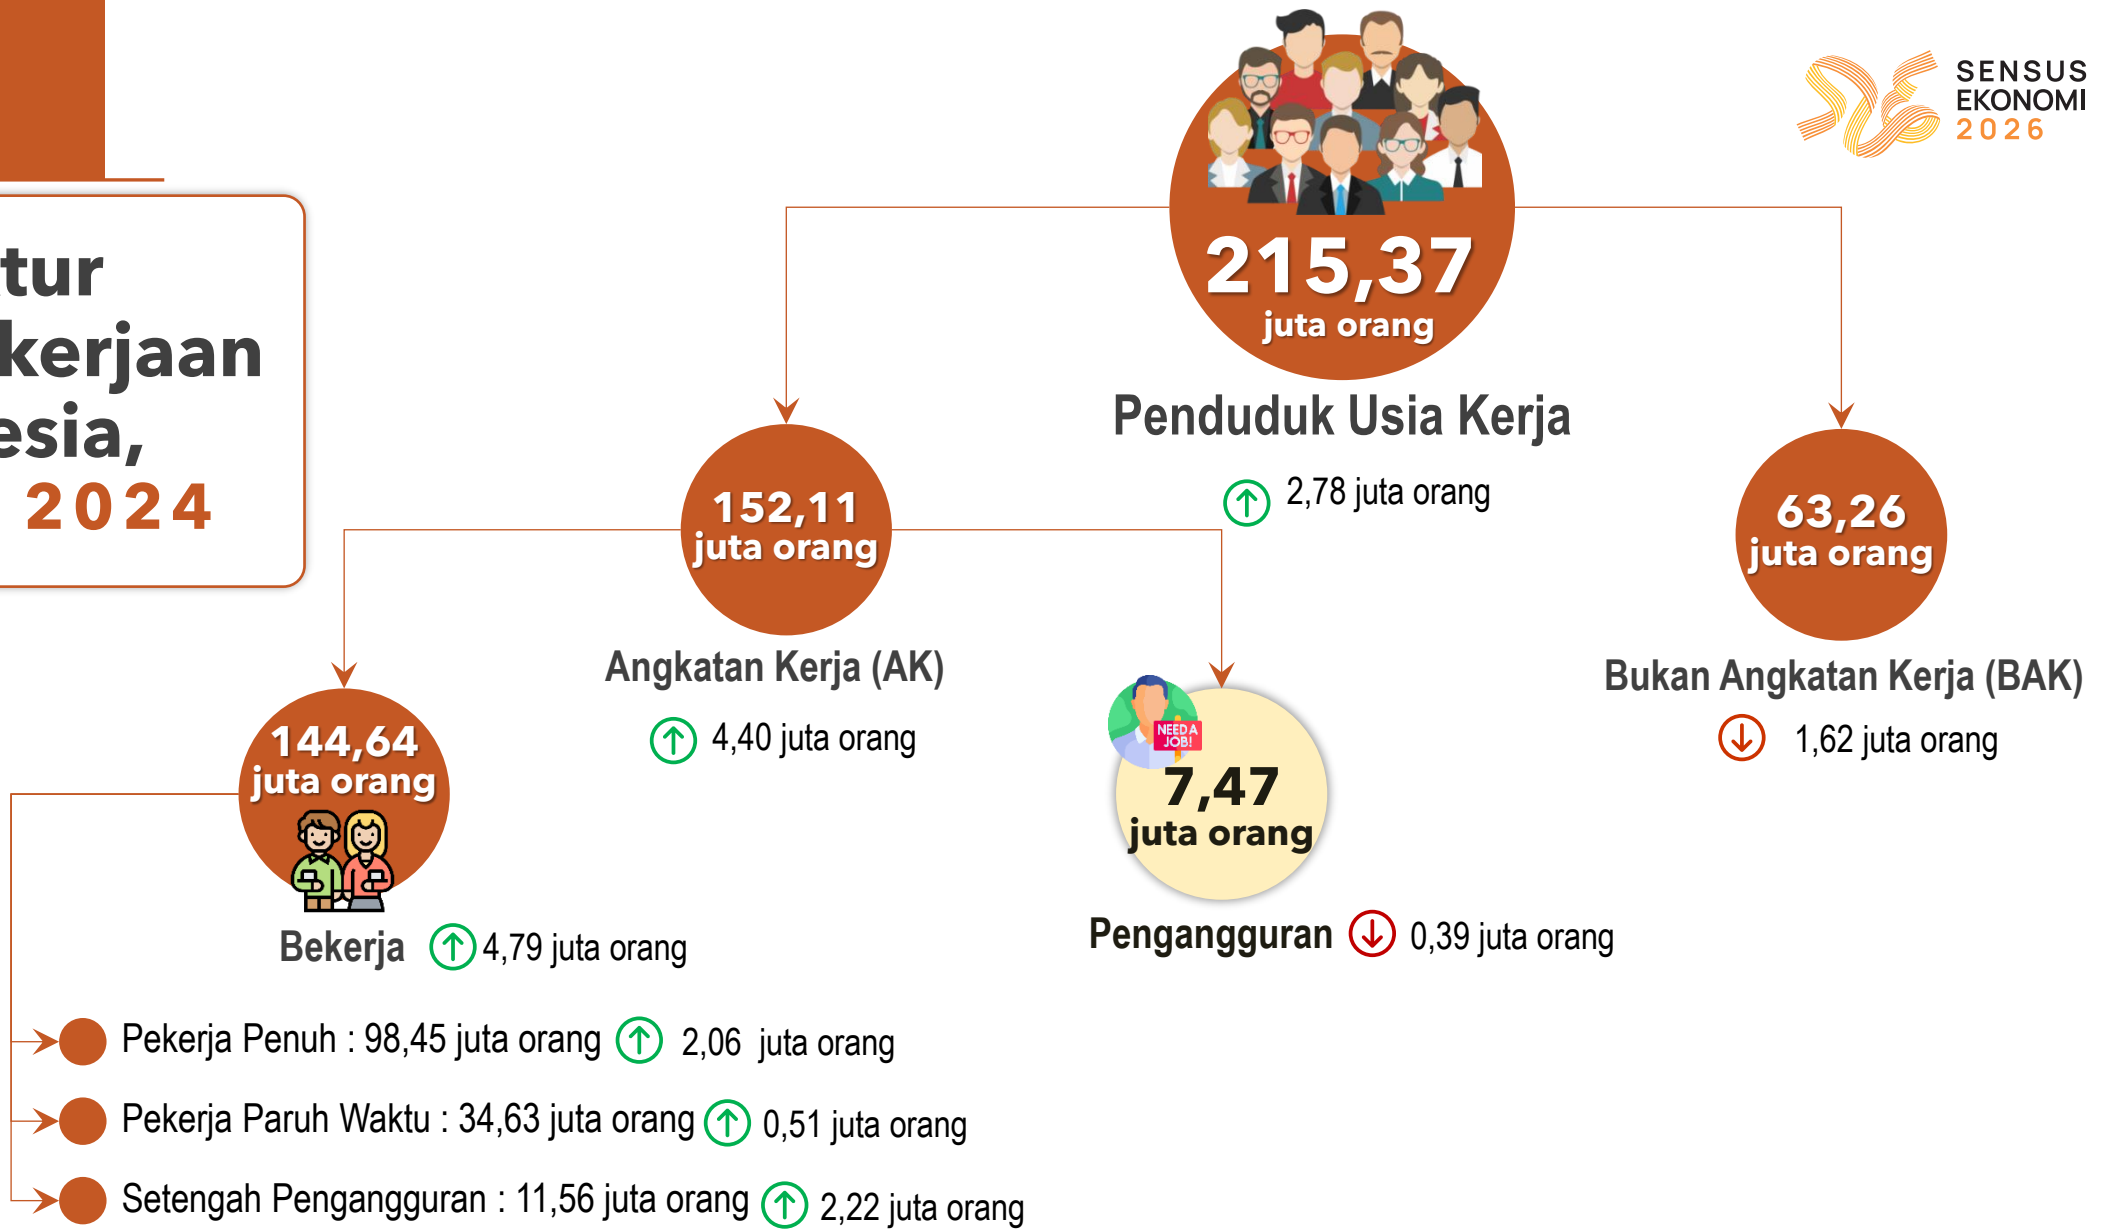 SENSUS
EKONOMI
2026
tur
kerjaan
esia,
2024
215,37
juta orang
Penduduk Usia Kerja
2,78 juta orang
152,11
juta orang
Angkatan Kerja (AK)
4,40 juta orang
63,26
juta orang
Bukan Angkatan Kerja (BAK)
1,62 juta orang
144,64
juta orang
Bekerja 4,79 juta orang
NEED A
JOB!
7,47
juta orang
Pengangguran 0,39 juta orang
Pekerja Penuh : 98,45 juta orang 2,06 juta orang
Pekerja Paruh Waktu : 34,63 juta orang 0,51 juta orang
Setengah Pengangguran : 11,56 juta orang 2,22 juta orang